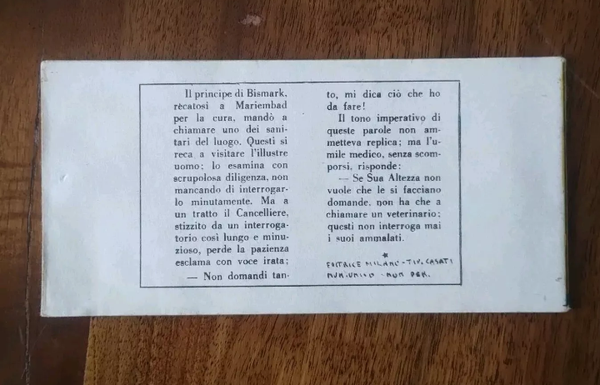 Il principe di Bismark,
rècatosi a Mariembad
per la cura, mandò a
chiamare uno dei sani-
tari del luogo. Questi si
reca a visitare l'illustre
uomo; lo esamina con
scrupolosa diligenza, non
mancando di interrogar-
lo minutamente. Ma a
un tratto il Cancelliere,
stizzito da un interroga-
torio così lungo e minu-
zioso, perde la pazienza
esclama con voce irata;
— Non domandi tan-
to, mi dica ciò che ho
da fare!
Il tono imperativo di
queste parole non am-
metteva replica; ma l'u-
mile medico, senza scom-
porsi, risponde:
— Se Sua Altezza non
vuole che le si facciano
domande, non ha che a
chiamare un veterinario;
questi non interroga mai
i suoi ammalati.
*
EDITRICE MILANO - TIP. CASATI
NUM. UNICO - NON PER.